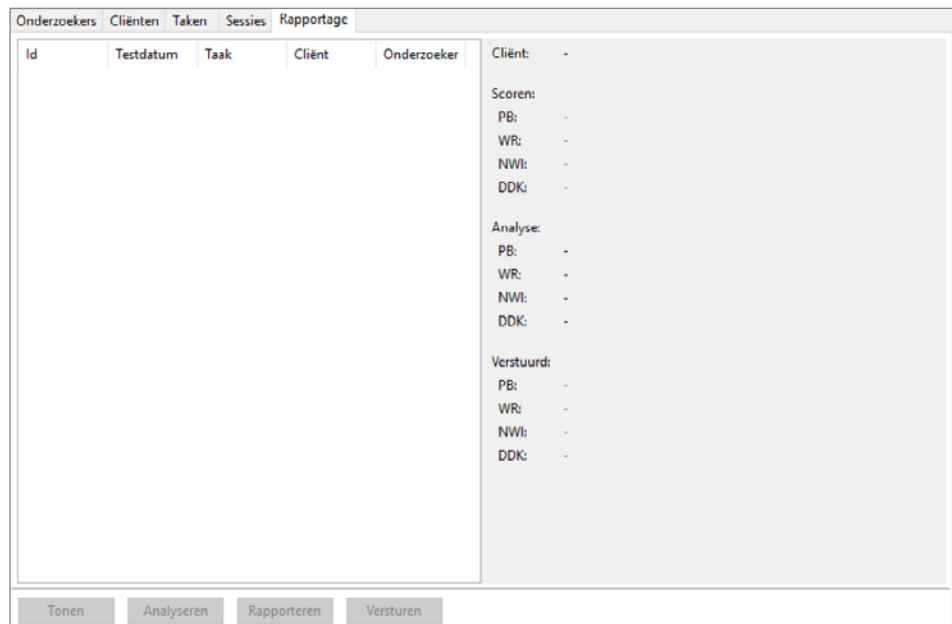 Onderzoekers Cliënten Taken Sessies Rapportage
Id Testdatum Taak Cliënt Onderzoeker
Cliënt: -
Scoren:
PB: -
WR: -
NWI: -
DDK: -
Analyse:
PB: -
WR: -
NWI: -
DDK: -
Verstuurd:
PB: -
WR: -
NWI: -
DDK: -
Tonen Analyseren Rapporteren Versturen